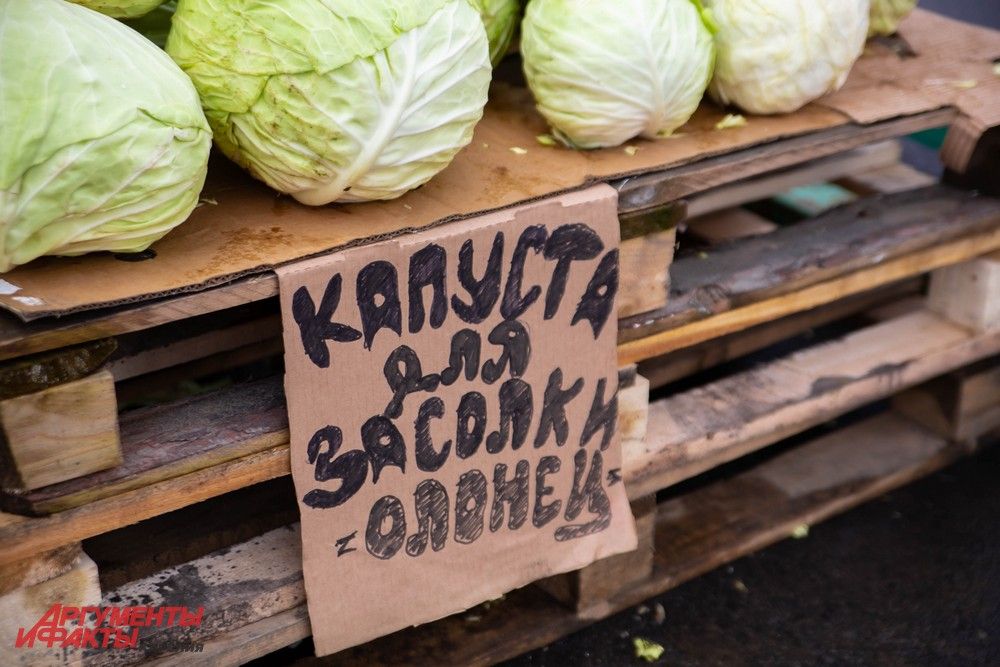 КАПУСТА
для
ЗАСОЛКИ
ОЛОНЕЦ
АРГУМЕНТЫ
И ФАКТЫ